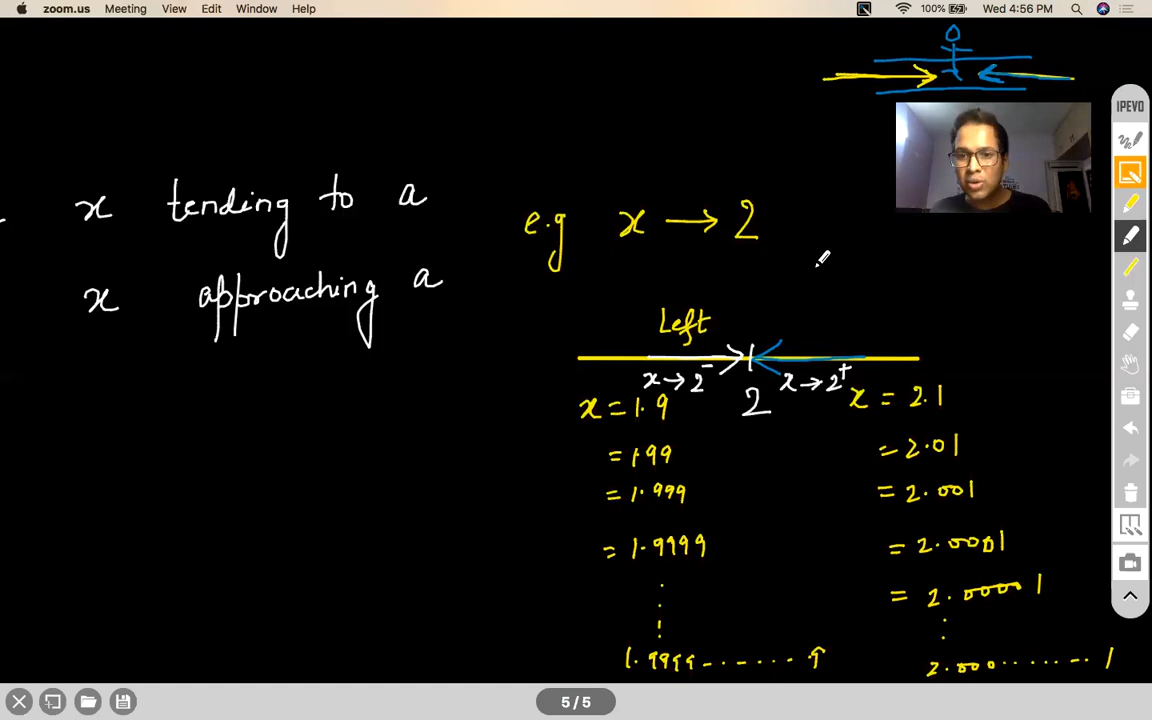 zoom.us Meeting View Edit Window Help 100% Wed 4:56 PM
IPEVO
x tending to a
x approaching a
e.g x → 2
Left
x→2⁻ 2 x→2⁺
x = 1.9
= 1.99
= 1.999
= 1.9999
⋮
1.9999-------9
x = 2.1
= 2.01
= 2.001
= 2.0001
= 2.00001
⋮
2.000.......1
5/5